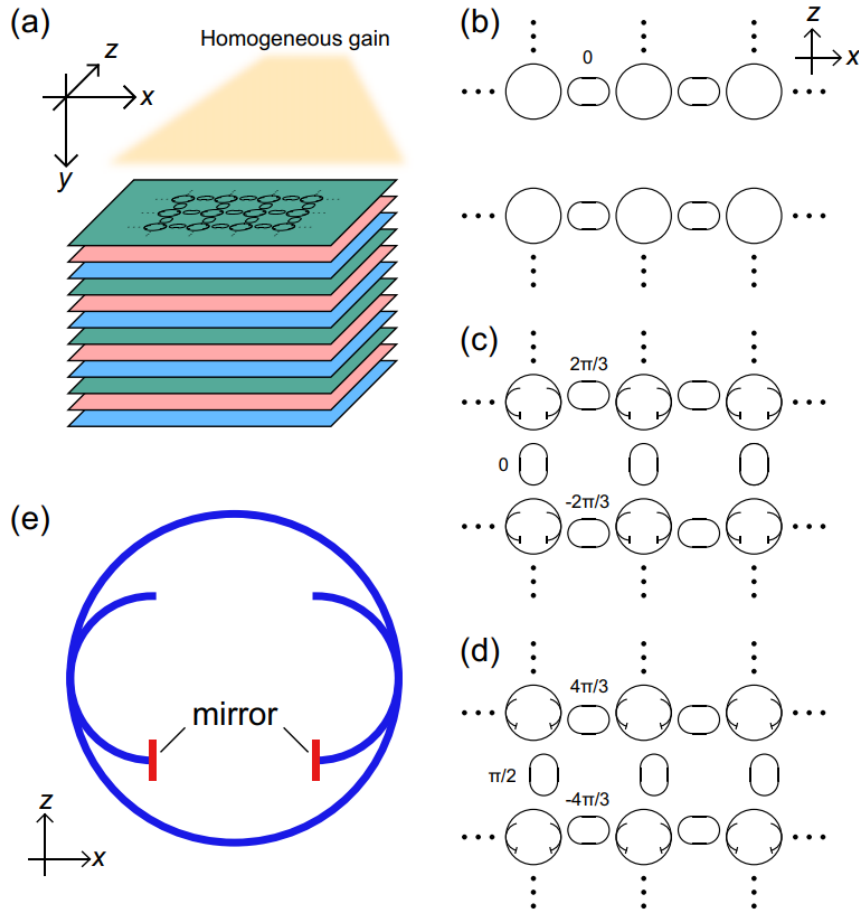 (a)
Homogeneous gain
z
x
y
(b)
0
z
x
(c)
2π/3
0
-2π/3
(d)
4π/3
π/2
-4π/3
(e)
mirror
z
x